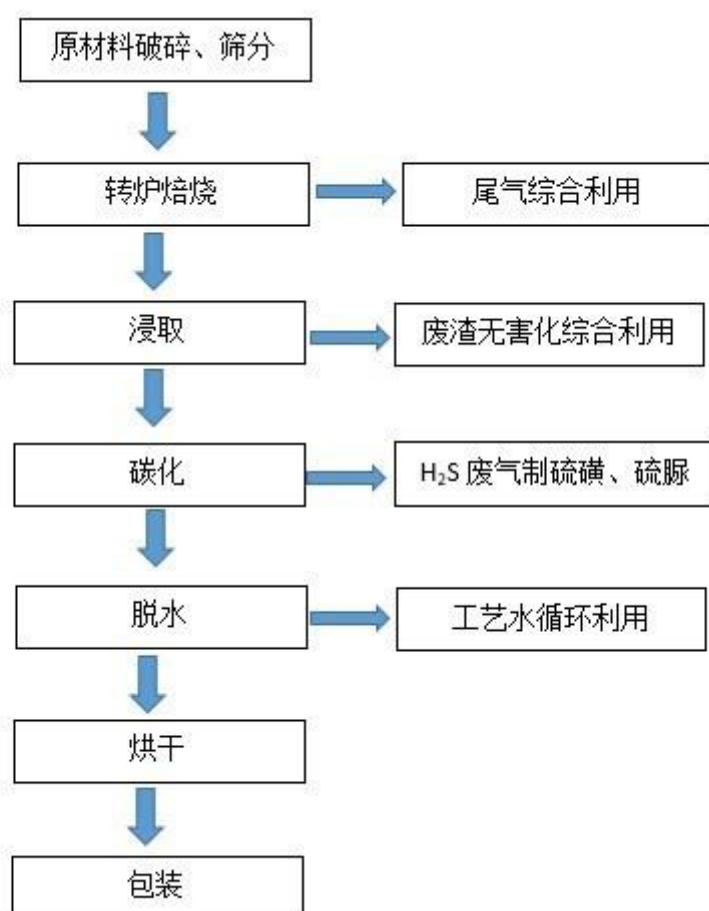 原材料破碎、筛分
转炉焙烧
尾气综合利用
浸取
废渣无害化综合利用
碳化
H₂S 废气制硫磺、硫脲
脱水
工艺水循环利用
烘干
包装